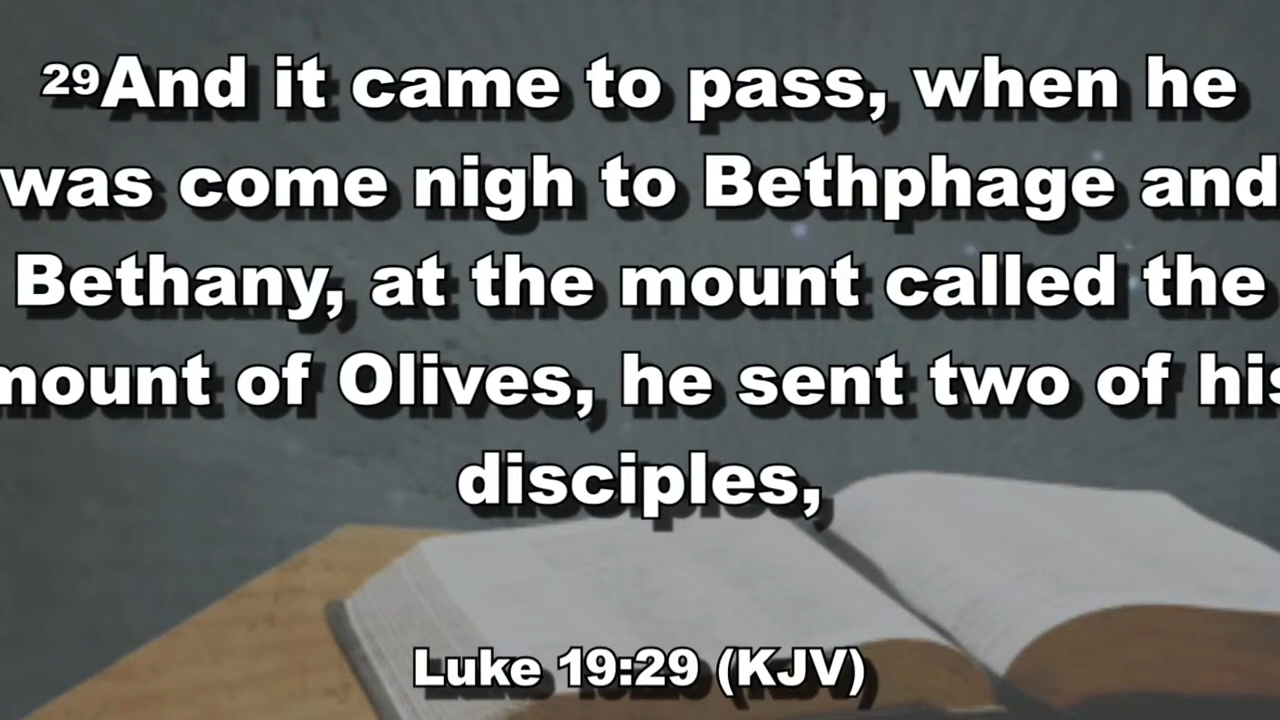 29And it came to pass, when he
was come nigh to Bethphage and
Bethany, at the mount called the
mount of Olives, he sent two of his
disciples,
Luke 19:29 (KJV)